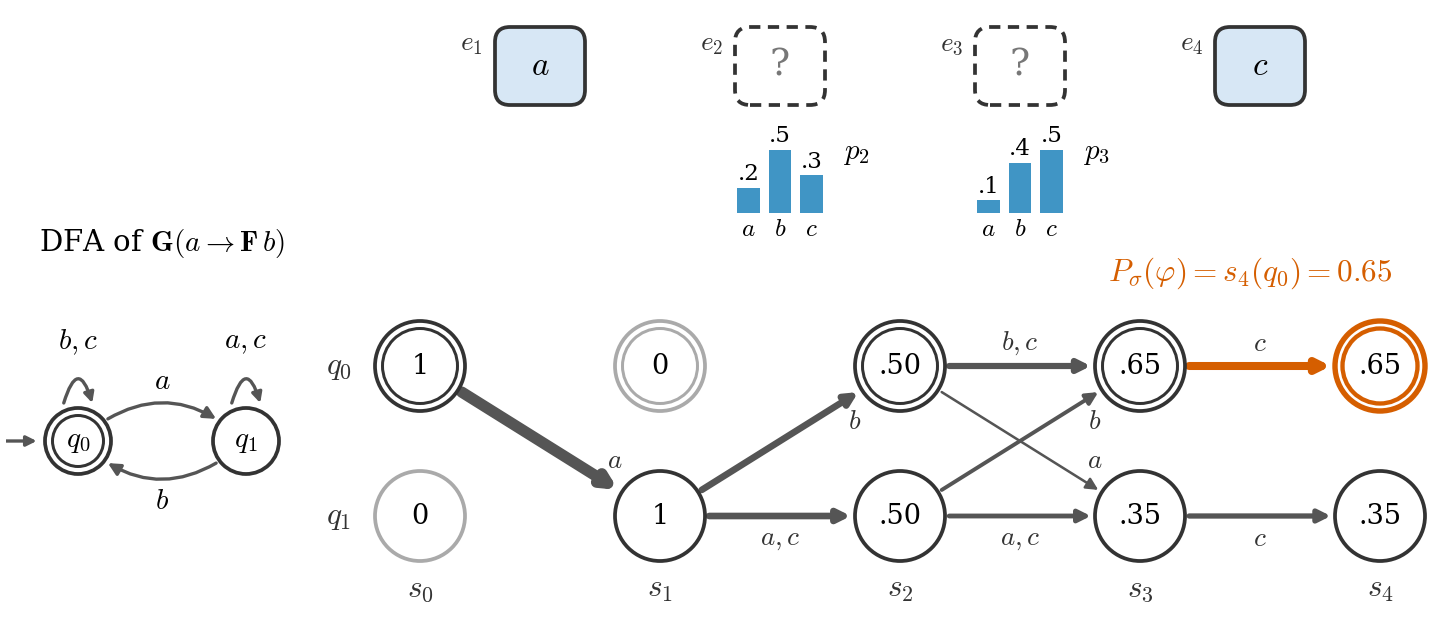 e₁ a e₂ ? e₃ ? e₄ c
.2 .5 .3 p₂ .1 .4 .5 p₃
a b c a b c
DFA of G(a → F b)
P_σ(φ) = s₄(q₀) = 0.65
b, c a, c
a
q₀ q₁
b
q₀ 1 0 .50 b, c .65 c .65
a b b a
q₁ 0 1 a, c .50 a, c .35 c .35
s₀ s₁ s₂ s₃ s₄